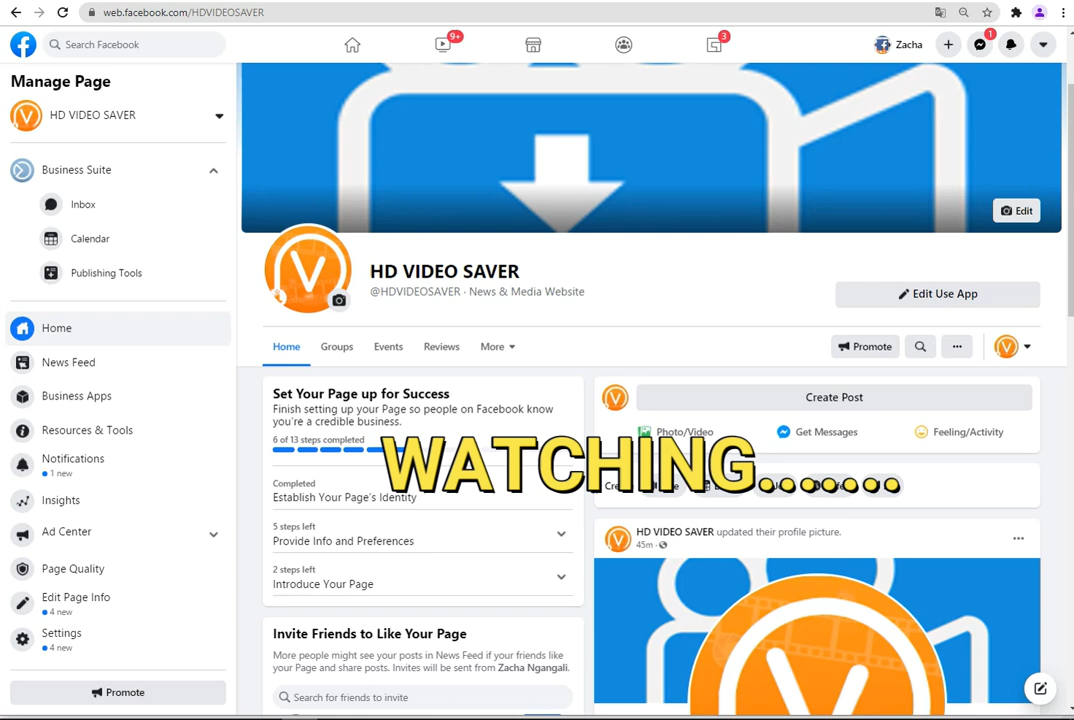 web.facebook.com/HDVIDEOSAVER
Search Facebook
9+
3
Zacha
1
Manage Page
HD VIDEO SAVER
Business Suite
Inbox
Calendar
Publishing Tools
Home
News Feed
Business Apps
Resources & Tools
Notifications
1 new
Insights
Ad Center
Page Quality
Edit Page Info
4 new
Settings
4 new
Promote
Edit
HD VIDEO SAVER
@HDVIDEOSAVER · News & Media Website
Edit Use App
Home Groups Events Reviews More
Promote
Set Your Page up for Success
Finish setting up your Page so people on Facebook know
you're a credible business.
6 of 13 steps completed
Completed
Establish Your Page's Identity
5 steps left
Provide Info and Preferences
2 steps left
Introduce Your Page
Invite Friends to Like Your Page
More people might see your posts in News Feed if your friends like
your Page and share posts. Invites will be sent from Zacha Ngangali.
Search for friends to invite
Create Post
Photo/Video Get Messages Feeling/Activity
WATCHING.......
HD VIDEO SAVER updated their profile picture.
45m ·